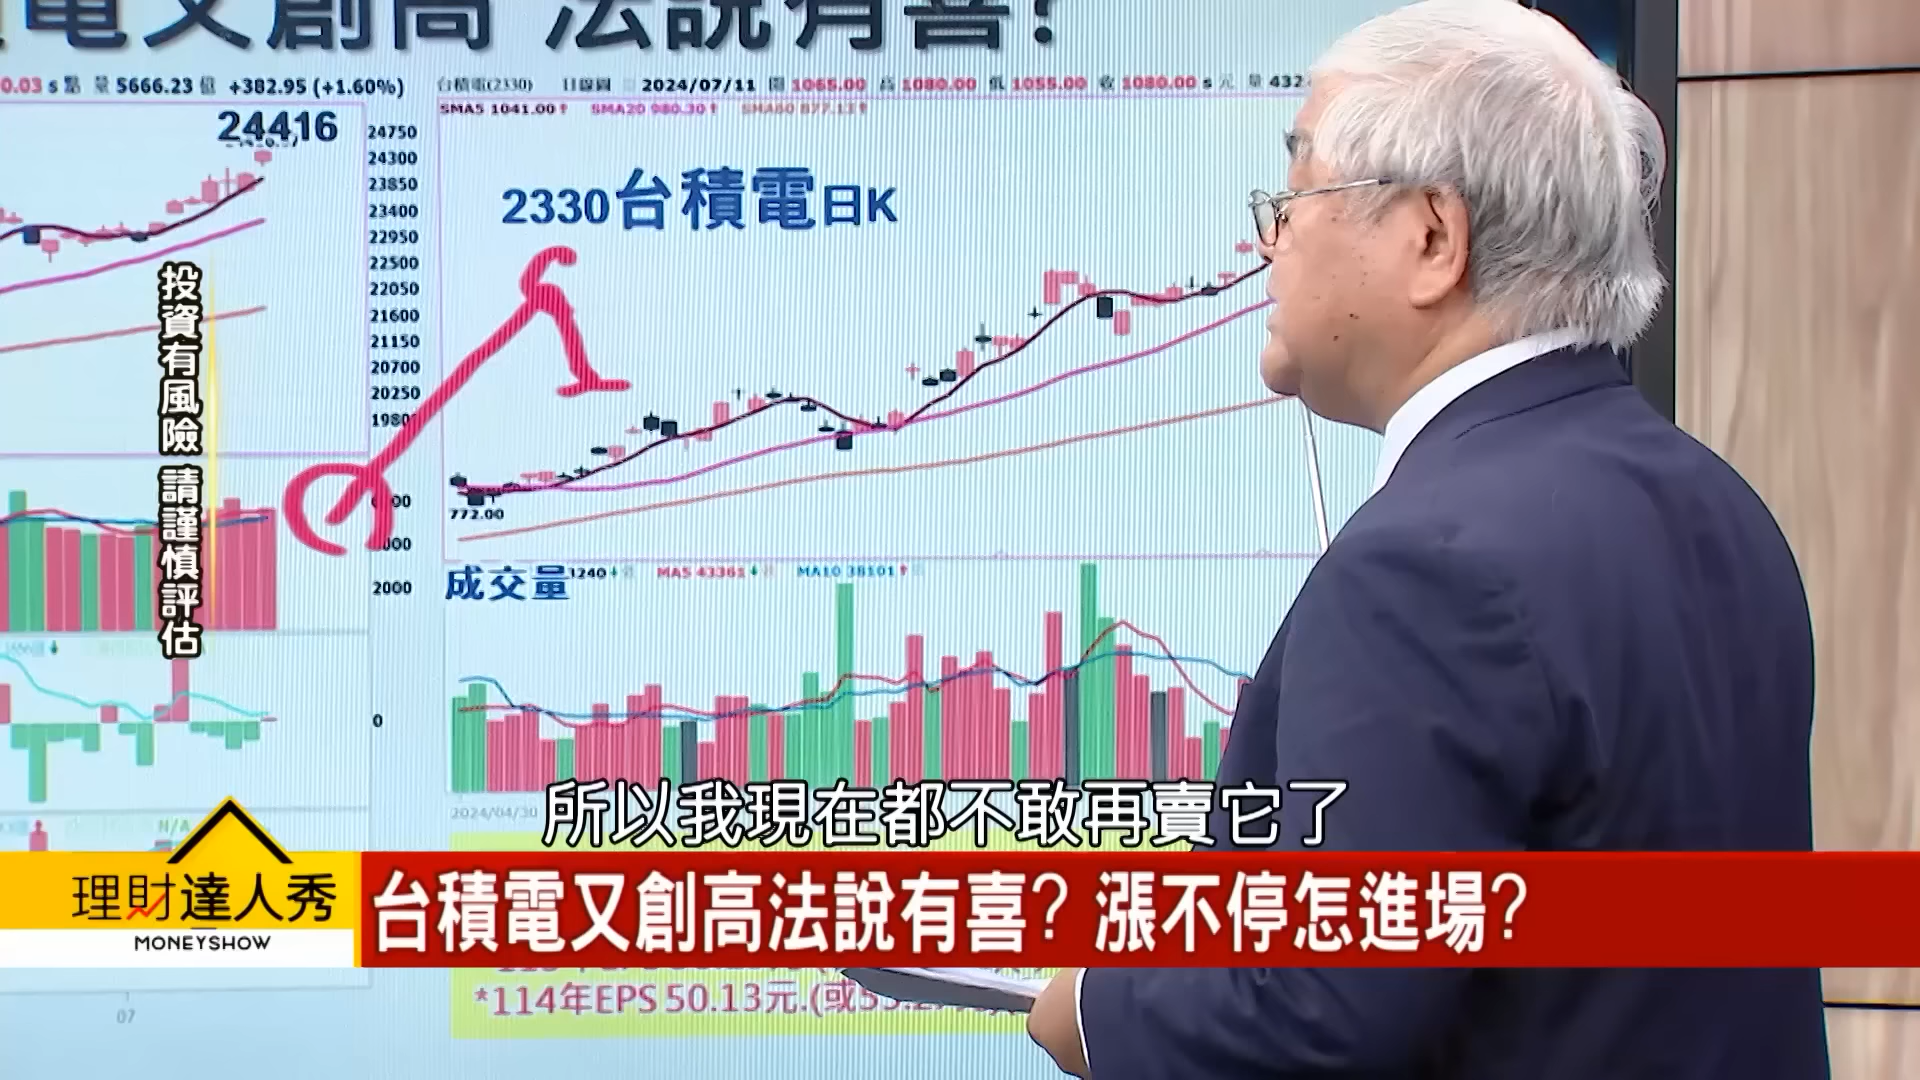 電又創高 法說有喜?
0.03 s 點 量 5666.23 億 +382.95 (+1.60%)
台積電(2330) 日線圖 2024/07/11 開 1065.00 高 1080.00 低 1055.00 收 1080.00 s 元 量 432
SMA5 1041.00↑ SMA20 980.30↑ SMA60 877.13↑
24416
24750
24300
23850
23400
22950
22500
22050
21600
21150
20700
20250
1980
2330台積電日K
投資有風險 請謹慎評估
772.00
000
2000
0
成交量
1240↓ MA5 43361↓ MA10 38101↑
N/A
2024/04/30
所以我現在都不敢再賣它了
理財達人秀
MONEYSHOW
台積電又創高法說有喜? 漲不停怎進場?
*114年EPS 50.13元.(或
07